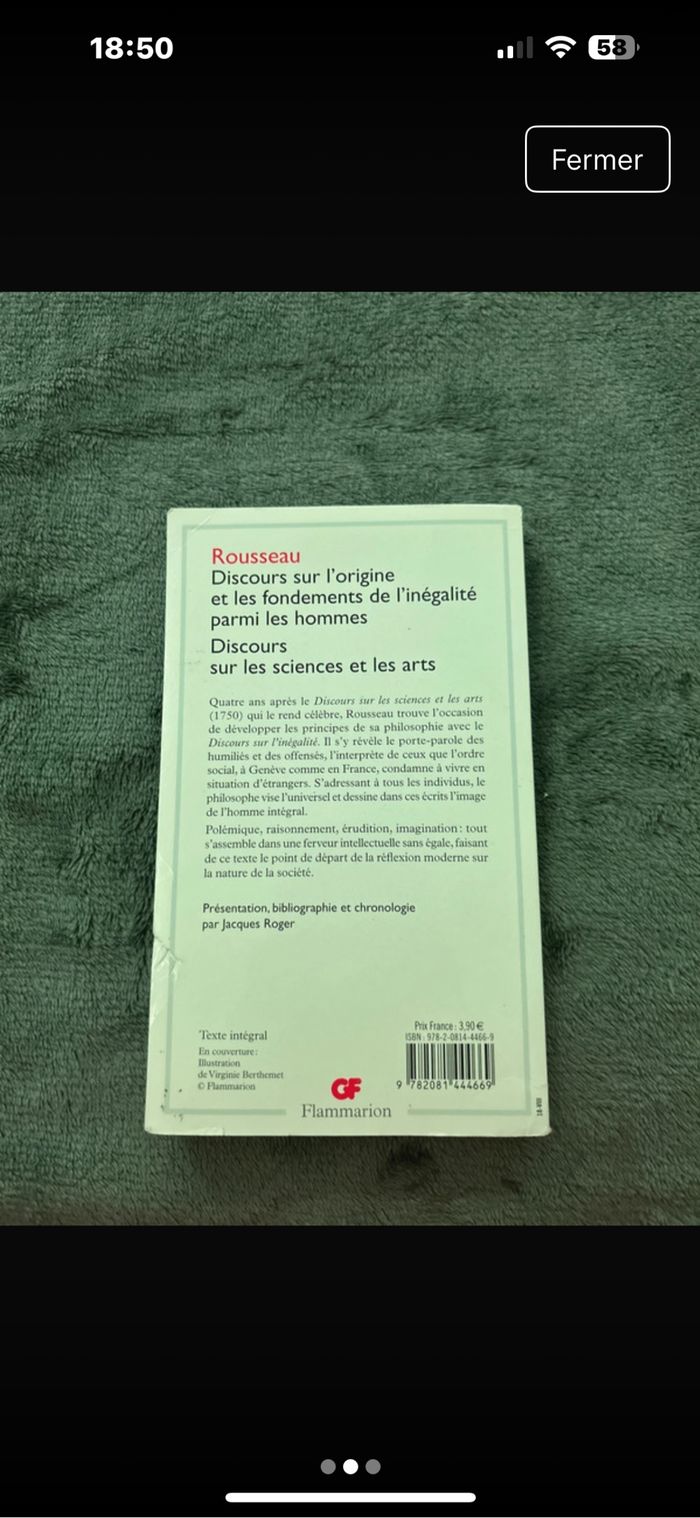 18:50
58
Fermer
Rousseau
Discours sur l'origine
et les fondements de l'inégalité
parmi les hommes
Discours
sur les sciences et les arts
Quatre ans après le Discours sur les sciences et les arts
(1750) qui le rend célèbre, Rousseau trouve l'occasion
de développer les principes de sa philosophie avec le
Discours sur l'inégalité. Il s'y révèle le porte-parole des
humiliés et des offensés, l'interprète de ceux que l'ordre
social, à Genève comme en France, condamne à vivre en
situation d'étrangers. S'adressant à tous les individus, le
philosophe vise l'universel et dessine dans ces écrits l'image
de l'homme intégral.
Polémique, raisonnement, érudition, imagination : tout
s'assemble dans une ferveur intellectuelle sans égale, faisant
de ce texte le point de départ de la réflexion moderne sur
la nature de la société.
Présentation, bibliographie et chronologie
par Jacques Roger
Texte intégral
En couverture :
Illustration
de Virginie Berthemet
© Flammarion
GF
Flammarion
Prix France : 3,90 €
ISBN : 978-2-0814-4466-9
9 782081 444669